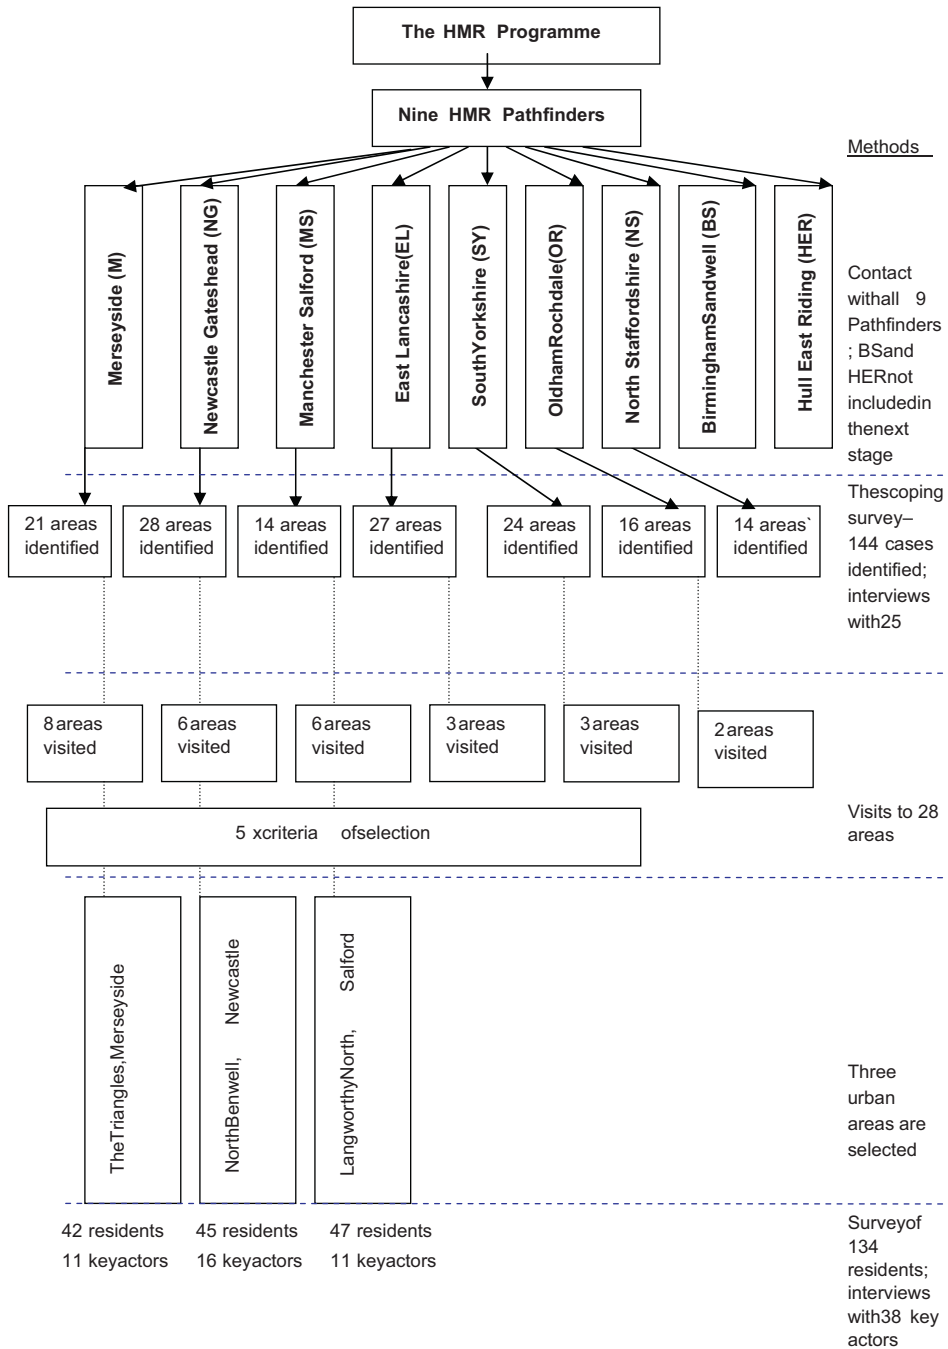 The HMR Programme
Nine HMR Pathfinders
Methods
Merseyside (M)
Newcastle Gateshead (NG)
Manchester Salford (MS)
East Lancashire(EL)
SouthYorkshire (SY)
OldhamRochdale(OR)
North Staffordshire (NS)
BirminghamSandwell (BS)
Hull East Riding (HER)
Contact
withall 9
Pathfinders
; BSand
HERnot
includedin
thenext
stage
21 areas
identified
28 areas
identified
14 areas
identified
27 areas
identified
24 areas
identified
16 areas
identified
14 areas`
identified
Thescoping
survey–
144 cases
identified;
interviews
with25
8areas
visited
6areas
visited
6areas
visited
3areas
visited
3areas
visited
2areas
visited
5 xcriteria ofselection
Visits to 28
areas
TheTriangles,Merseyside
NorthBenwell, Newcastle
LangworthyNorth, Salford
Three
urban
areas are
selected
42 residents
11 keyactors
45 residents
16 keyactors
47 residents
11 keyactors
Surveyof
134
residents;
interviews
with38 key
actors